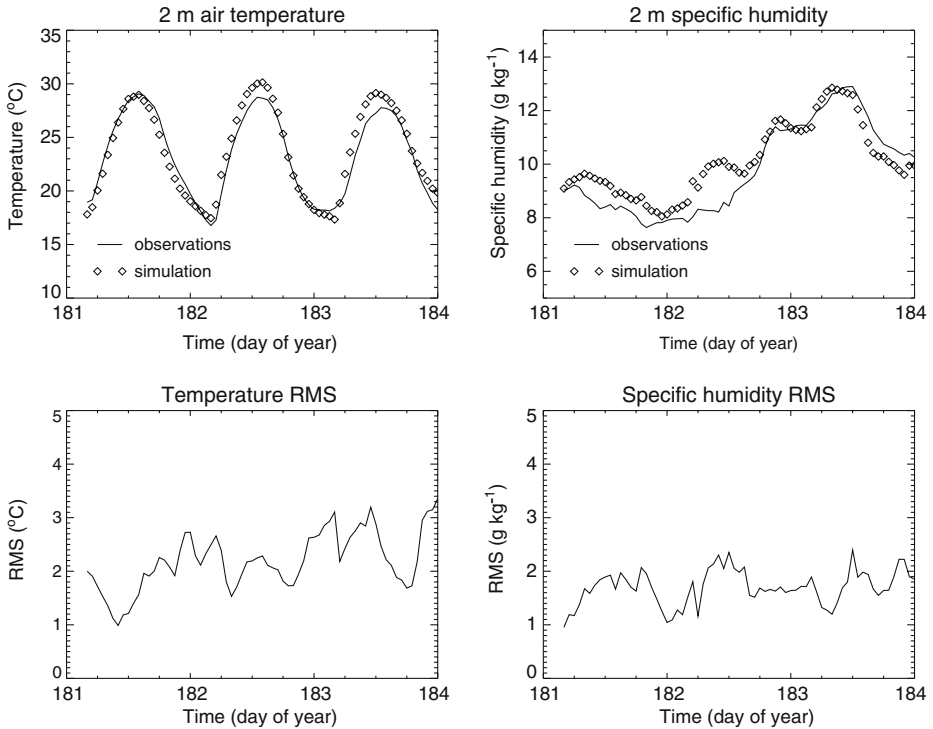 2 m air temperature
35
30
25
20
15
10
Temperature (°C)
observations
simulation
181 182 183 184
Time (day of year)
2 m specific humidity
14
12
10
8
6
Specific humidity (g kg⁻¹)
observations
simulation
181 182 183 184
Time (day of year)
Temperature RMS
5
4
3
2
1
0
RMS (°C)
181 182 183 184
Time (day of year)
Specific humidity RMS
5
4
3
2
1
0
RMS (g kg⁻¹)
181 182 183 184
Time (day of year)